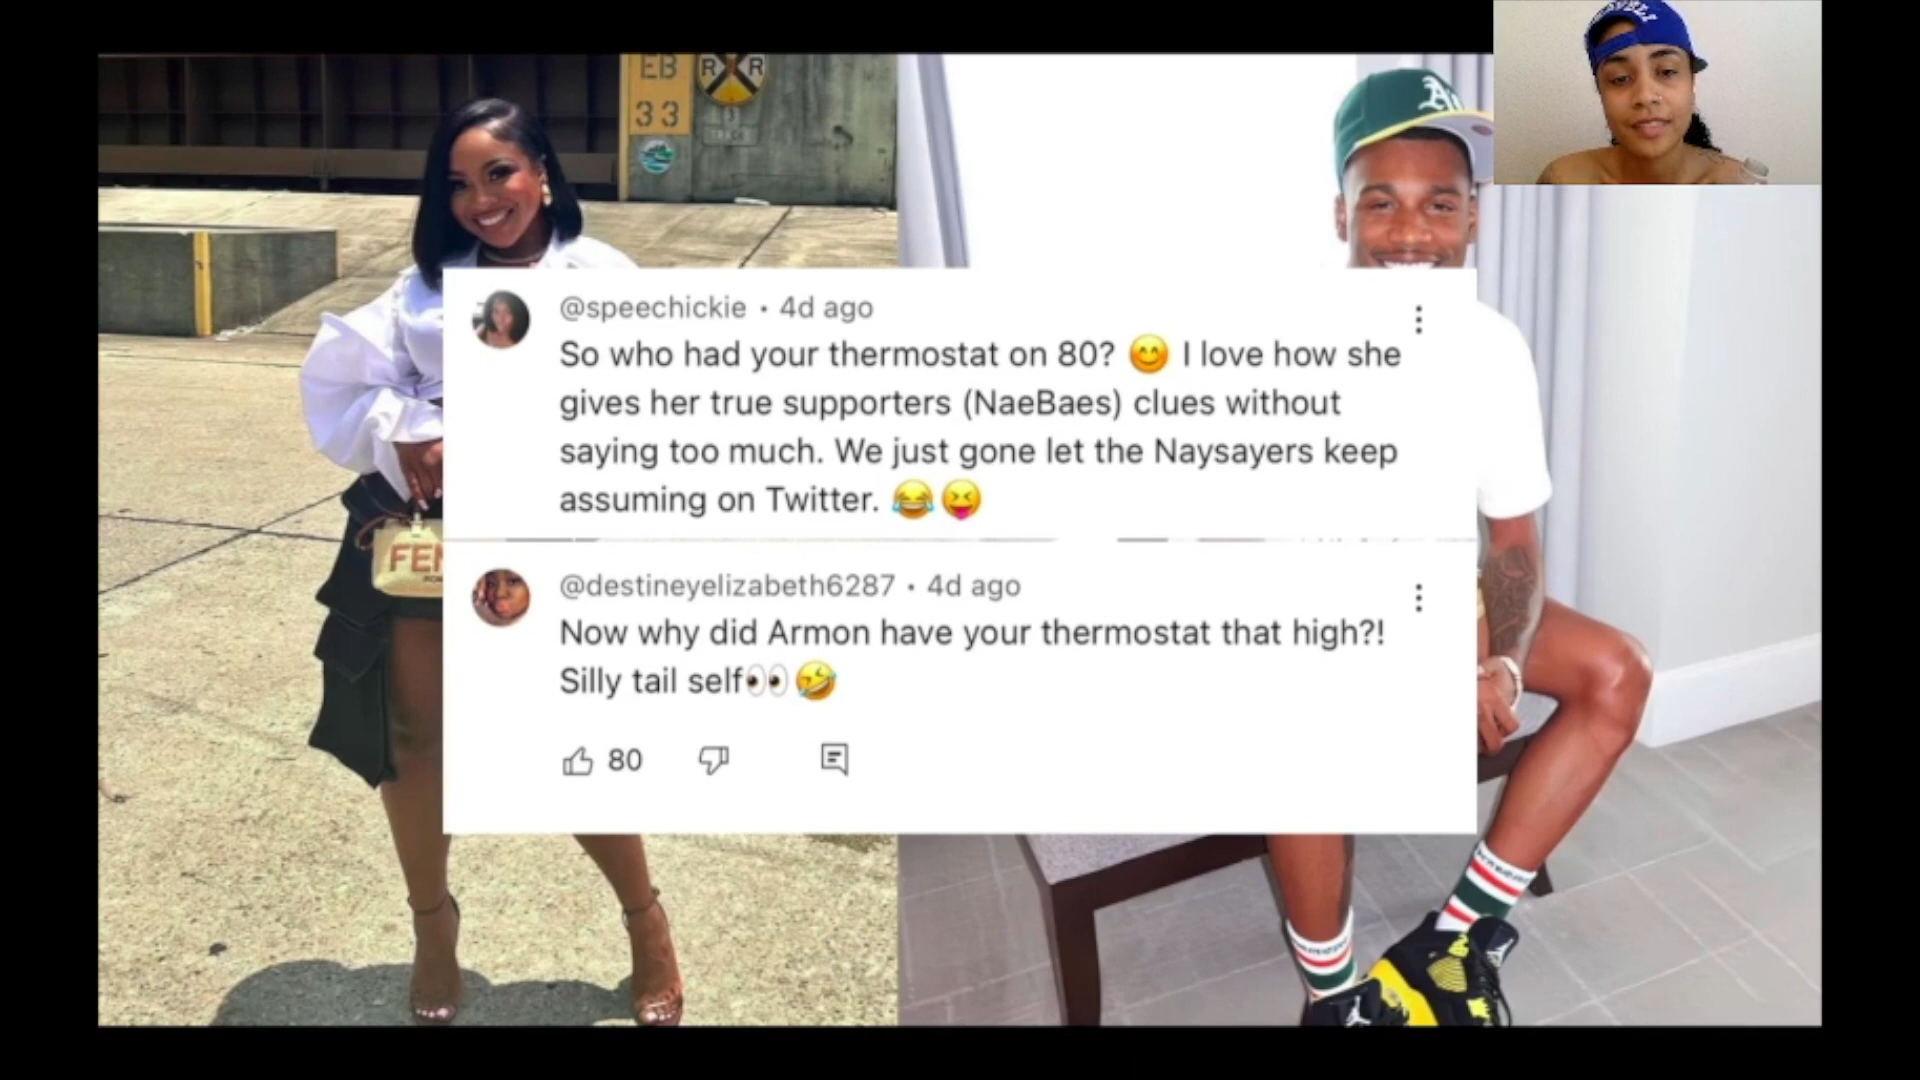 EB
33
R R
TRACK
@speechickie • 4d ago
So who had your thermostat on 80? 😊 I love how she
gives her true supporters (NaeBaes) clues without
saying too much. We just gone let the Naysayers keep
assuming on Twitter. 😂😝
@destineyelizabeth6287 • 4d ago
Now why did Armon have your thermostat that high?!
Silly tail self👀🤣
80
A's
FEN